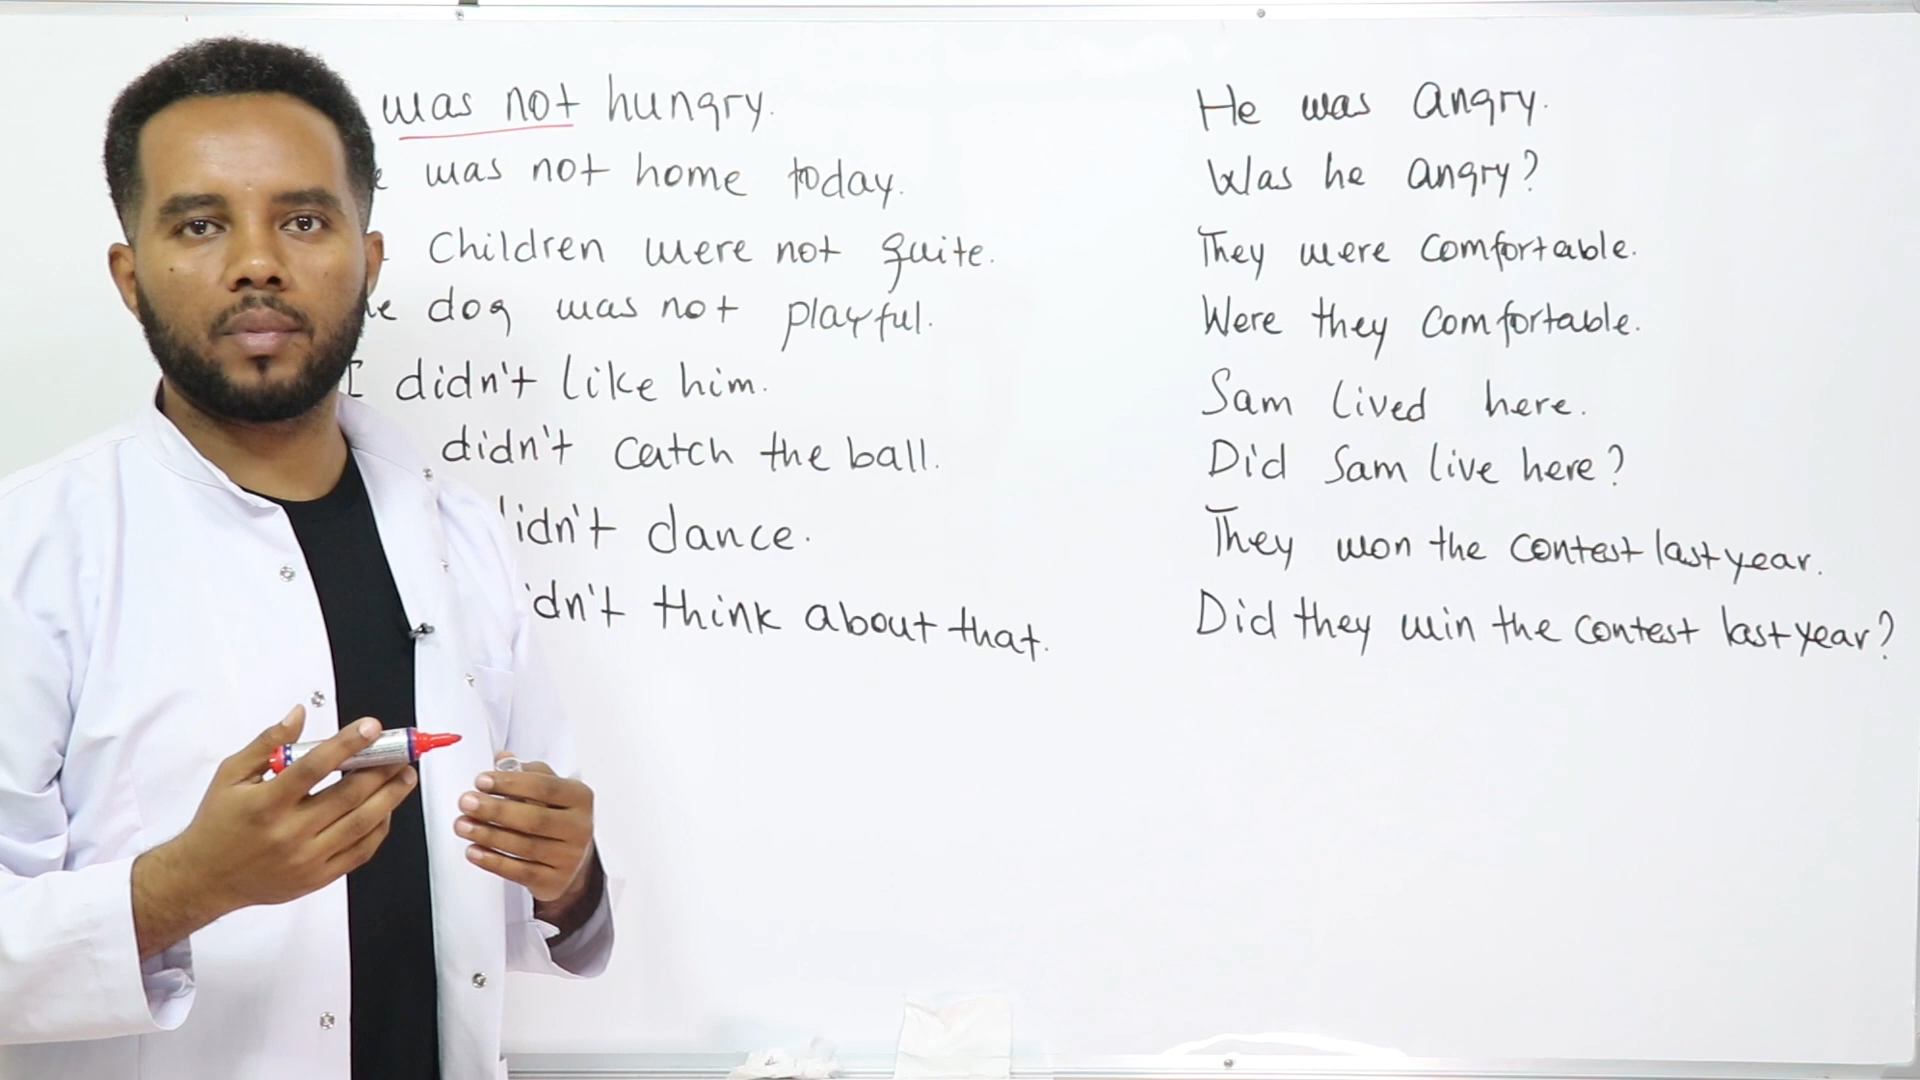 was not hungry.
was not home today.
Children were not quite.
dog was not playful.
I didn't like him.
didn't catch the ball.
didn't dance.
didn't think about that.
He was angry.
Was he angry?
They were comfortable.
Were they comfortable.
Sam lived here.
Did Sam live here?
They won the contest last year.
Did they win the contest last year?